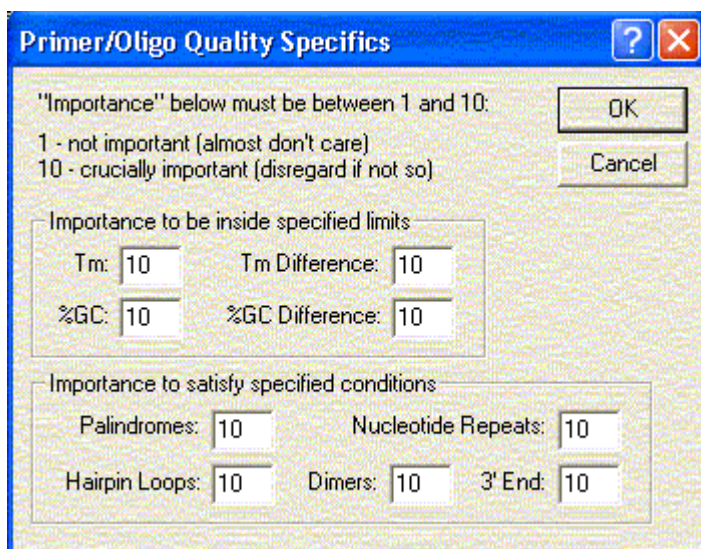 Primer/Oligo Quality Specifics
"Importance" below must be between 1 and 10:
1 - not important (almost don't care)
10 - crucially important (disregard if not so)
OK
Cancel
Importance to be inside specified limits
Tm: 10 Tm Difference: 10
%GC: 10 %GC Difference: 10
Importance to satisfy specified conditions
Palindromes: 10 Nucleotide Repeats: 10
Hairpin Loops: 10 Dimers: 10 3' End: 10